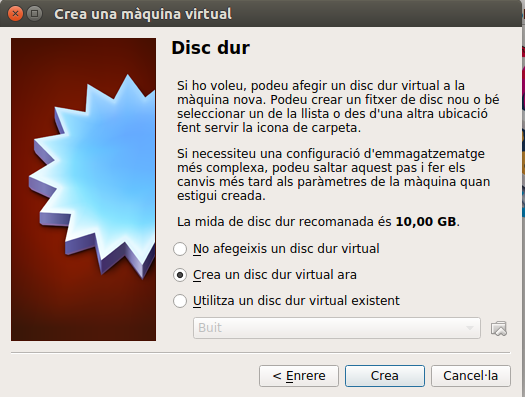 Crea una màquina virtual
Disc dur
Si ho voleu, podeu afegir un disc dur virtual a la
màquina nova. Podeu crear un fitxer de disc nou o bé
seleccionar un de la llista o des d'una altra ubicació
fent servir la icona de carpeta.
Si necessiteu una configuració d'emmagatzematge
més complexa, podeu saltar aquest pas i fer els
canvis més tard als paràmetres de la màquina quan
estigui creada.
La mida de disc dur recomanada és 10,00 GB.
No afegeixis un disc dur virtual
Crea un disc dur virtual ara
Utilitza un disc dur virtual existent
Buit
< Enrere
Crea
Cancel·la